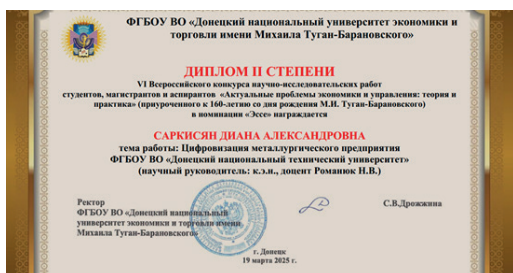 ФГБОУ ВО «Донецкий национальный университет экономики и
торговли имени Михаила Туган-Барановского»
ДИПЛОМ II СТЕПЕНИ
VI Всероссийского конкурса научно-исследовательских работ
студентов, магистрантов и аспирантов «Актуальные проблемы экономики и управления: теория и
практика» (приуроченного к 160-летию со дня рождения М.И. Туган-Барановского)
в номинации «Эссе» награждается
САРКИСЯН ДИАНА АЛЕКСАНДРОВНА
тема работы: Цифровизация металлургического предприятия
ФГБОУ ВО «Донецкий национальный технический университет»
(научный руководитель: к.э.н., доцент Романюк Н.В.)
Ректор
ФГБОУ ВО «Донецкий национальный
университет экономики и торговли имени
Михаила Туган-Барановского»
С.В.Дрожжина
г. Донецк
19 марта 2025 г.